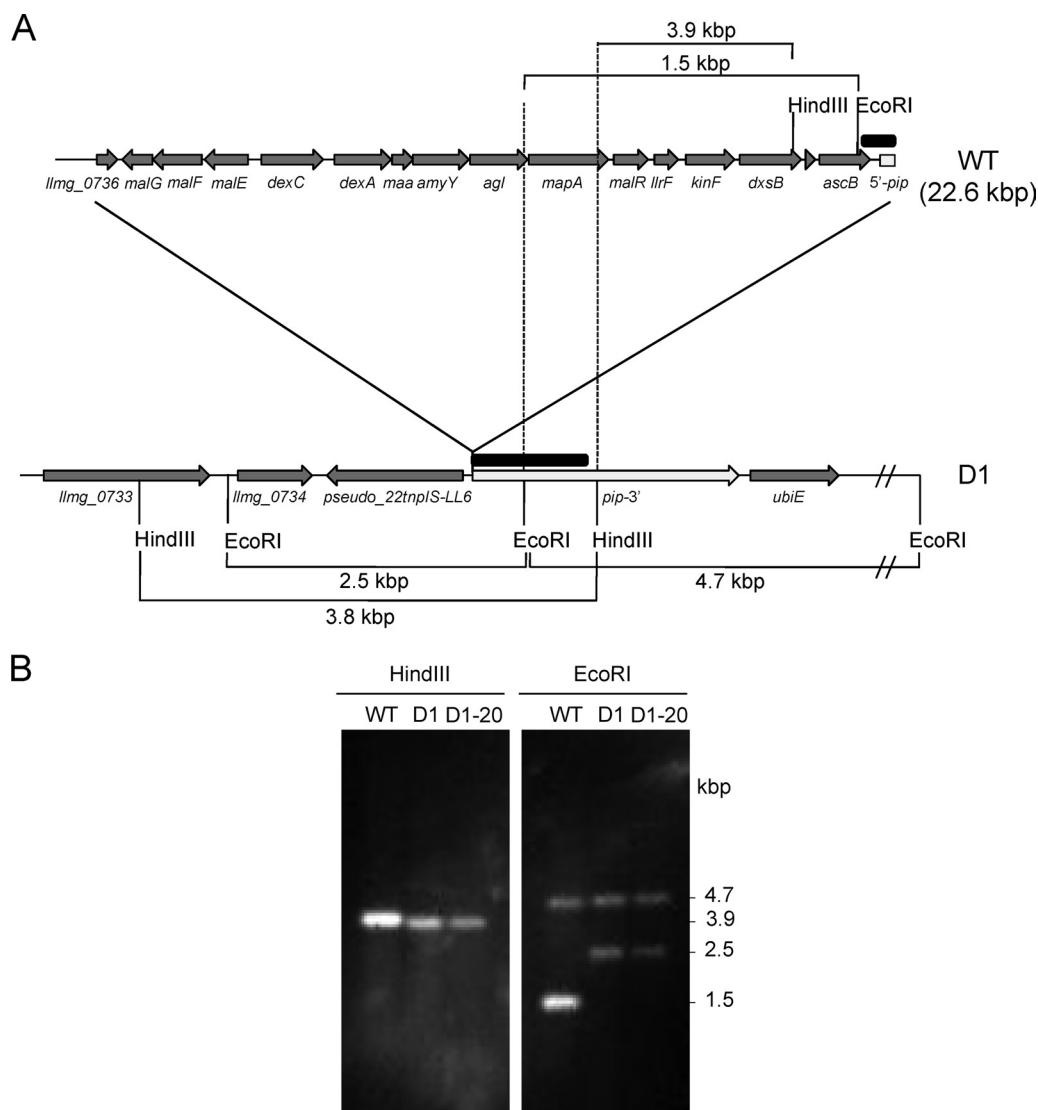 A
3.9 kbp
1.5 kbp
HindIII EcoRI
WT
(22.6 kbp)
llmg_0736 malG malF malE dexC dexA maa amyY agl mapA malR llrF kinF dxsB ascB 5’-pip
D1
llmg_0733 llmg_0734 pseudo_22tnpIS-LL6 pip-3’ ubiE
HindIII EcoRI EcoRI HindIII EcoRI
2.5 kbp 4.7 kbp
3.8 kbp
B
HindIII EcoRI
WT D1 D1-20 WT D1 D1-20
kbp
4.7
3.9
2.5
1.5